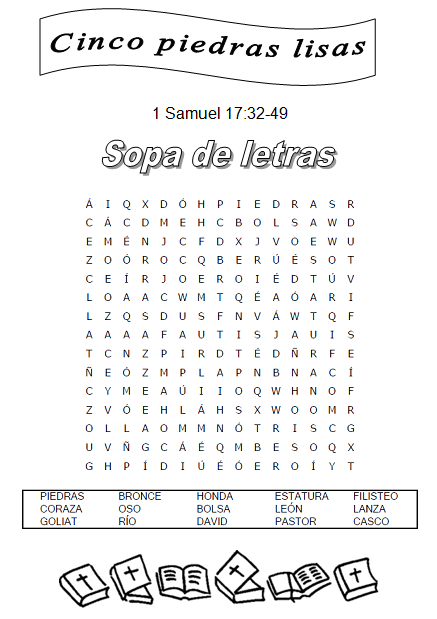 Cinco piedras lisas
1 Samuel 17:32-49
Sopa de letras
Á I Q X D Ó H P I E D R A S R
C Á C D M E H C B O L S A W D
E M É N J C F D X J V O E W U
Z O Ó R O C Q B E R Ú É S O T
C E Í R J O E R O I É D T Ú V
L O A A C W M T Q É A Ó A R I
L Z Q S D U S F N V Á W T Q F
A A A A F A U T I S J A U I S
T C N Z P I R D T É D Ñ R F E
Ñ E Ó Z M P L A P N B N A C Í
C Y M E A Ú I I O Q W H N O F
Z V Ó E H L Á H S X W O O M R
O L L A O M M N Ó T R I S C G
U V Ñ G C Á É Q M B E S O Q X
G H P Í D I Ú É Ó E R O Í Y T
PIEDRAS BRONCE HONDA ESTATURA FILISTEO
CORAZA OSO BOLSA LEÓN LANZA
GOLIAT RÍO DAVID PASTOR CASCO